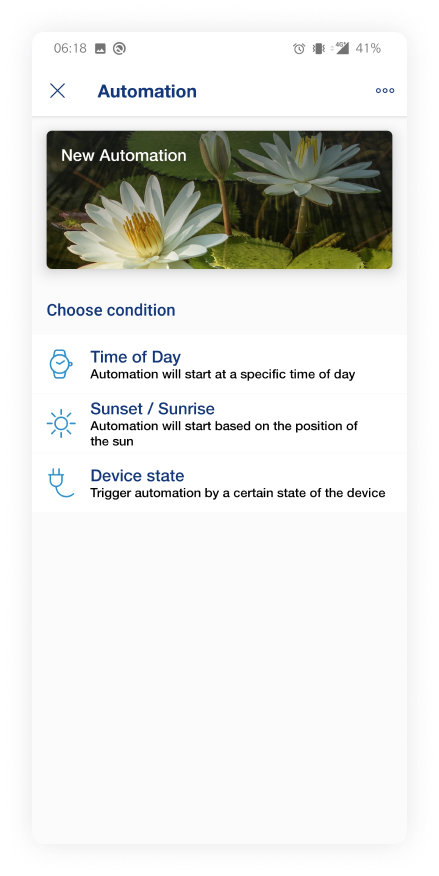 06:18 41%
Automation
New Automation
Choose condition
Time of Day
Automation will start at a specific time of day
Sunset / Sunrise
Automation will start based on the position of
the sun
Device state
Trigger automation by a certain state of the device